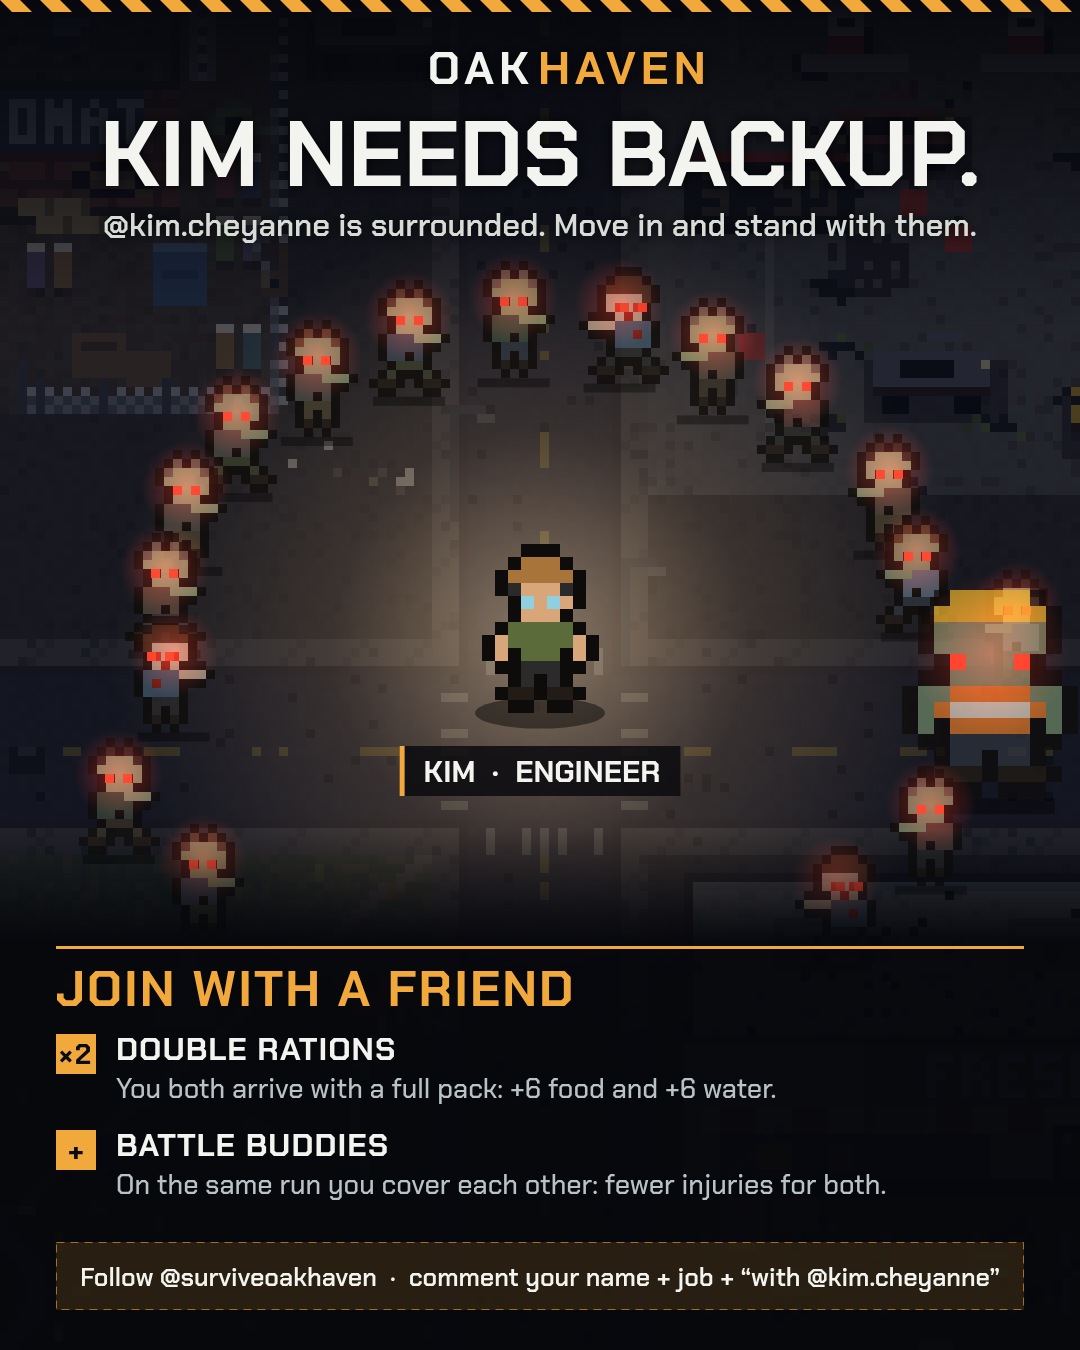 OAKHAVEN
KIM NEEDS BACKUP.
@kim.cheyanne is surrounded. Move in and stand with them.
KIM · ENGINEER
JOIN WITH A FRIEND
×2 DOUBLE RATIONS
You both arrive with a full pack: +6 food and +6 water.
+ BATTLE BUDDIES
On the same run you cover each other: fewer injuries for both.
Follow @surviveoakhaven · comment your name + job + “with @kim.cheyanne”